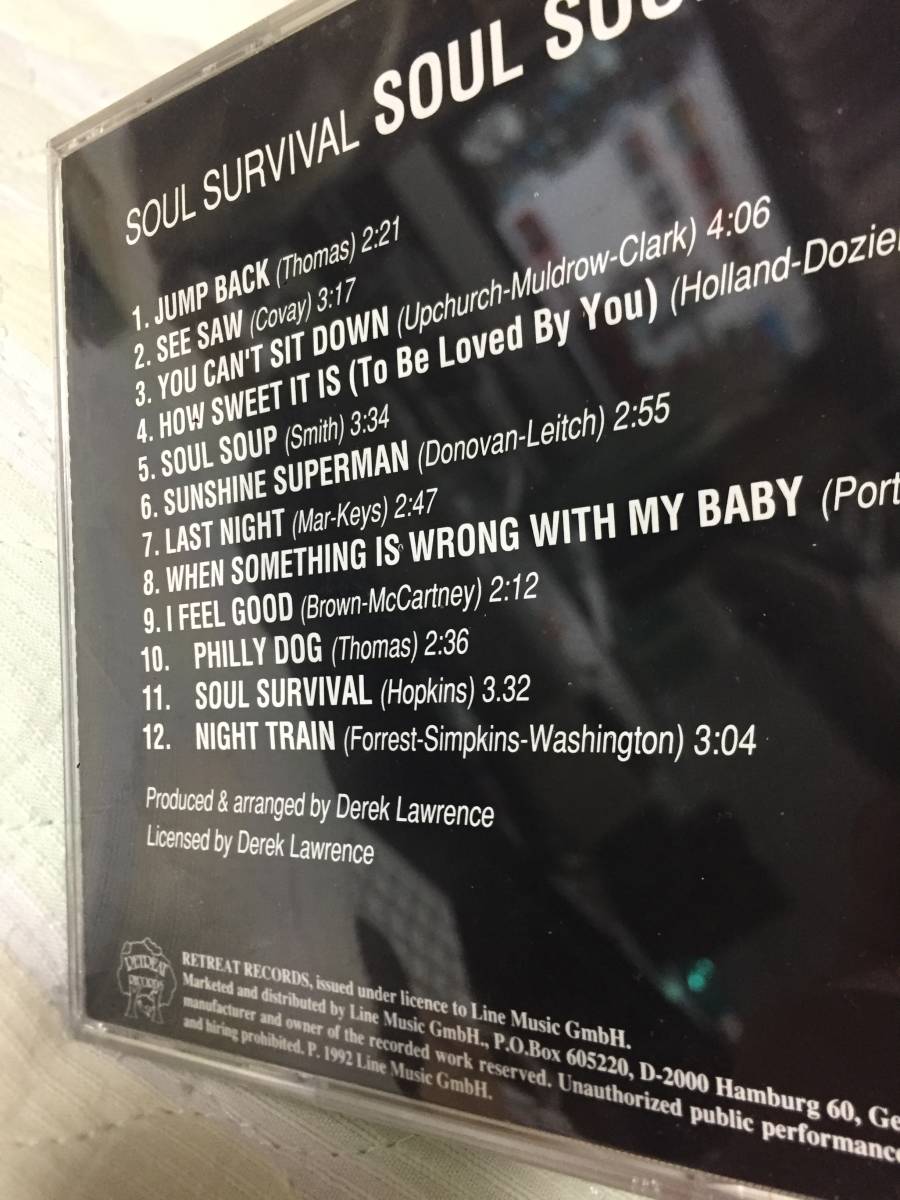 SOUL SURVIVAL SOUL
1. JUMP BACK (Thomas) 2:21
2. SEE SAW (Covay) 3:17
3. YOU CAN'T SIT DOWN (Upchurch-Muldrow-Clark) 4:06
4. HOW SWEET IT IS (To Be Loved By You) (Holland-Dozier
5. SOUL SOUP (Smith) 3:34
6. SUNSHINE SUPERMAN (Donovan-Leitch) 2:55
7. LAST NIGHT (Mar-Keys) 2:47
8. WHEN SOMETHING IS WRONG WITH MY BABY (Port
9. I FEEL GOOD (Brown-McCartney) 2:12
10. PHILLY DOG (Thomas) 2:36
11. SOUL SURVIVAL (Hopkins) 3.32
12. NIGHT TRAIN (Forrest-Simpkins-Washington) 3:04
Produced & arranged by Derek Lawrence
Licensed by Derek Lawrence
RETREAT RECORDS
RETREAT RECORDS, issued under licence to Line Music GmbH.
Marketed and distributed by Line Music GmbH., P.O.Box 605220, D-2000 Hamburg 60, Ge
manufacturer and owner of the recorded work reserved. Unauthorized public performance
and hiring prohibited. P. 1992 Line Music GmbH.